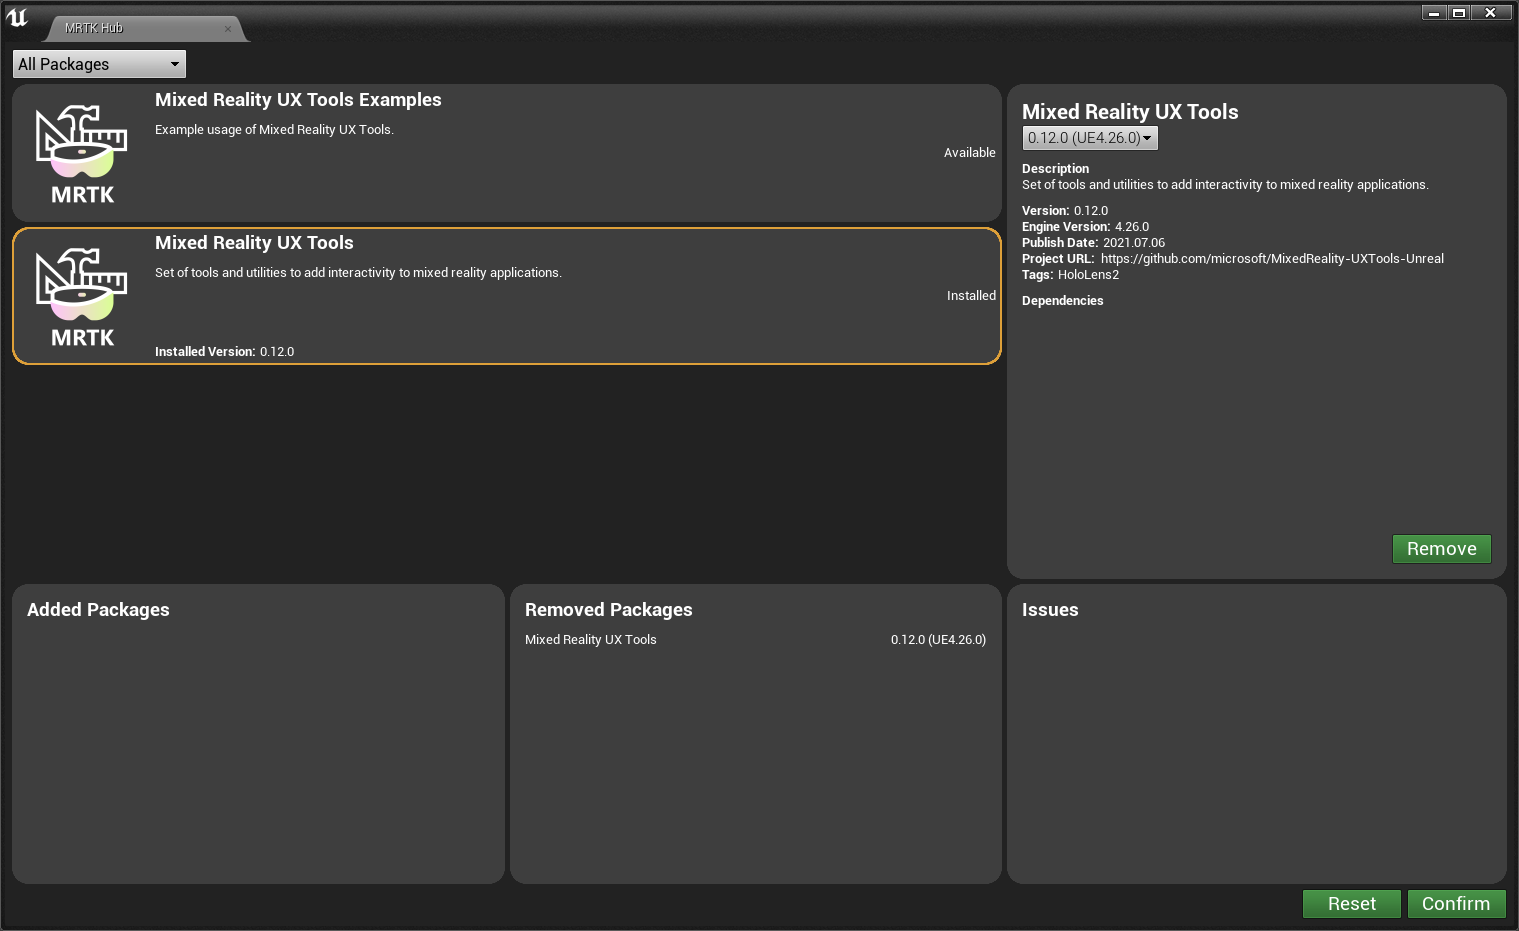 MRTK Hub
All Packages
Mixed Reality UX Tools Examples
Example usage of Mixed Reality UX Tools.
Available
MRTK
Mixed Reality UX Tools
Set of tools and utilities to add interactivity to mixed reality applications.
Installed
MRTK
Installed Version: 0.12.0
Mixed Reality UX Tools
0.12.0 (UE4.26.0)
Description
Set of tools and utilities to add interactivity to mixed reality applications.
Version: 0.12.0
Engine Version: 4.26.0
Publish Date: 2021.07.06
Project URL: https://github.com/microsoft/MixedReality-UXTools-Unreal
Tags: HoloLens2
Dependencies
Remove
Added Packages
Removed Packages
Mixed Reality UX Tools 0.12.0 (UE4.26.0)
Issues
Reset Confirm